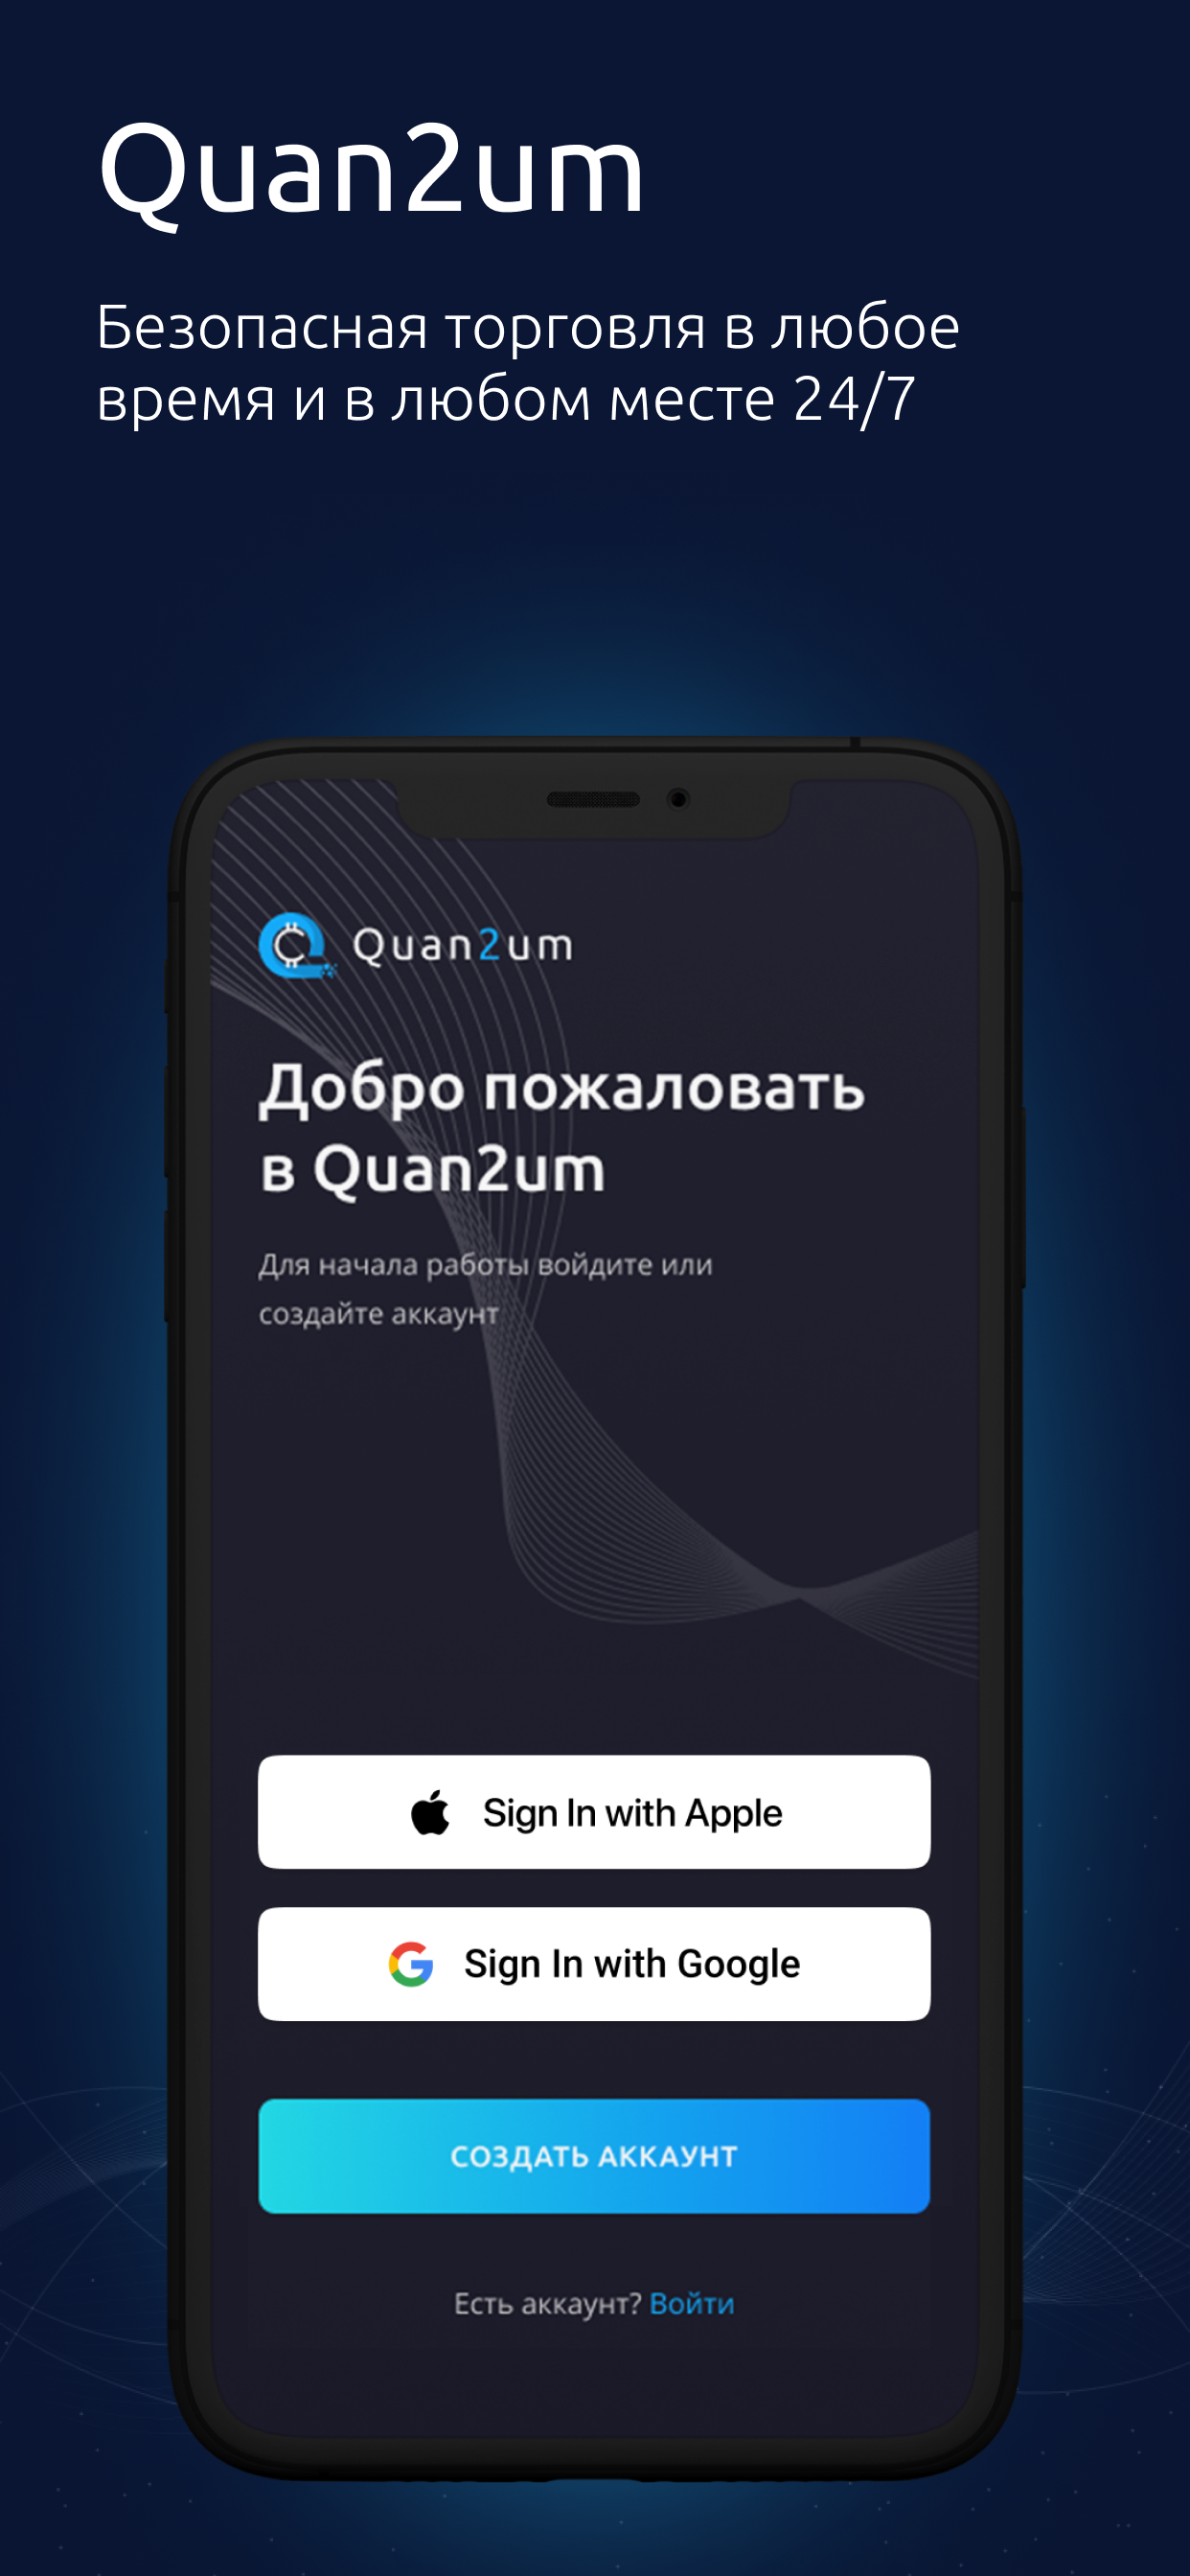 Quan2um
Безопасная торговля в любое
время и в любом месте 24/7
Quan2um
Добро пожаловать
в Quan2um
Для начала работы войдите или
создайте аккаунт
Sign In with Apple
Sign In with Google
СОЗДАТЬ АККАУНТ
Есть аккаунт? Войти